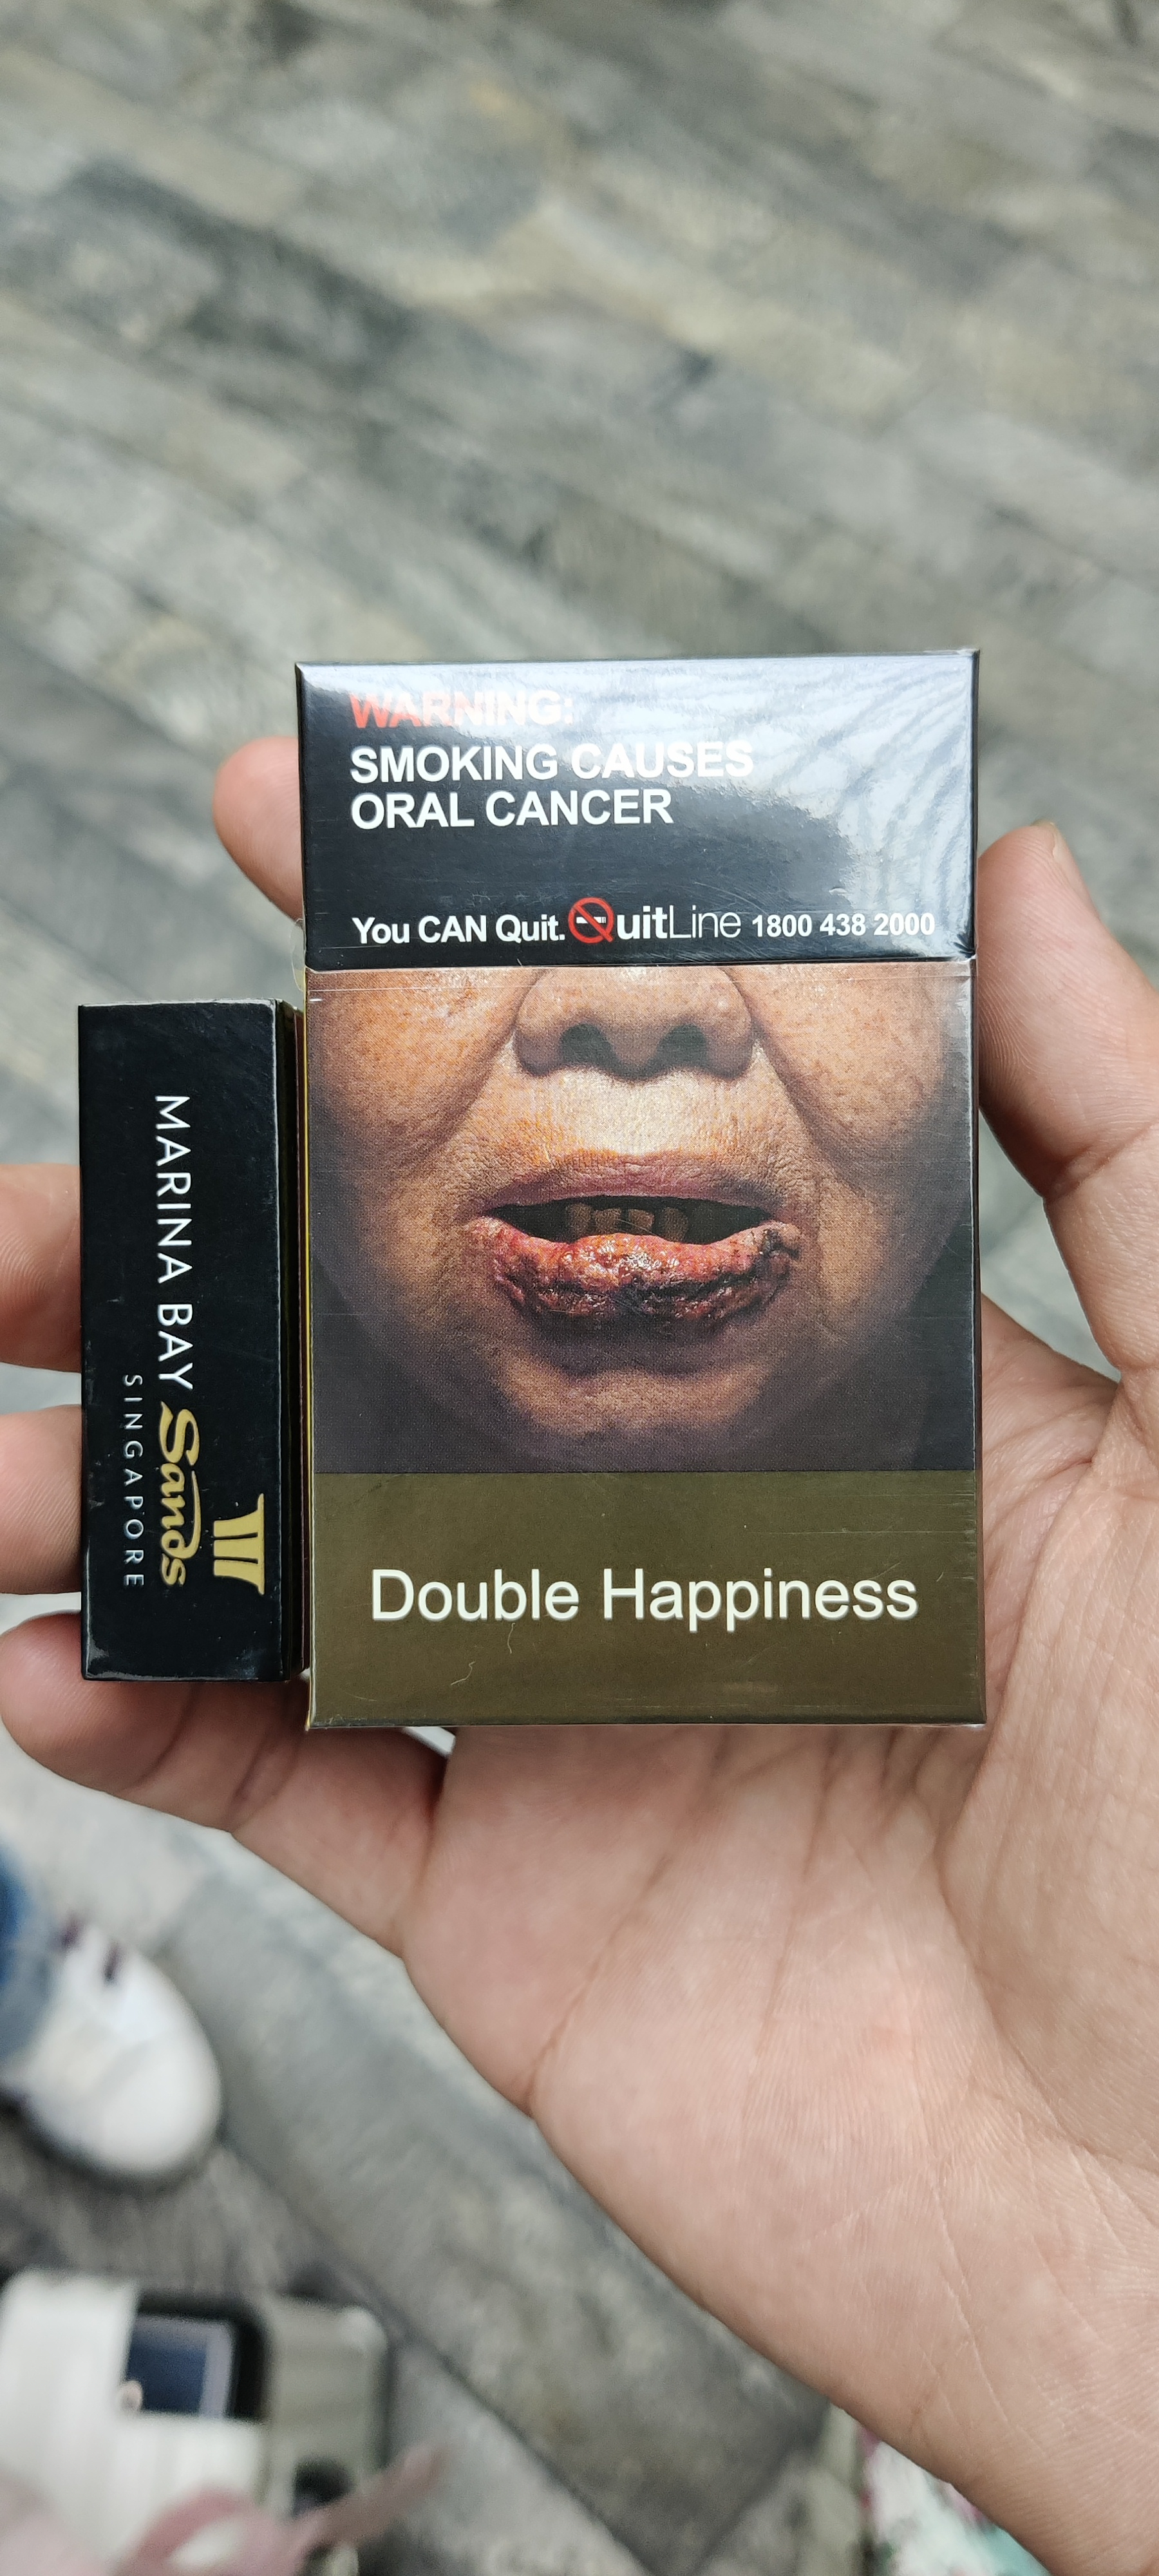 WARNING:
SMOKING CAUSES
ORAL CANCER
You CAN Quit. QuitLine 1800 438 2000
Double Happiness
MARINA BAY Sands
SINGAPORE